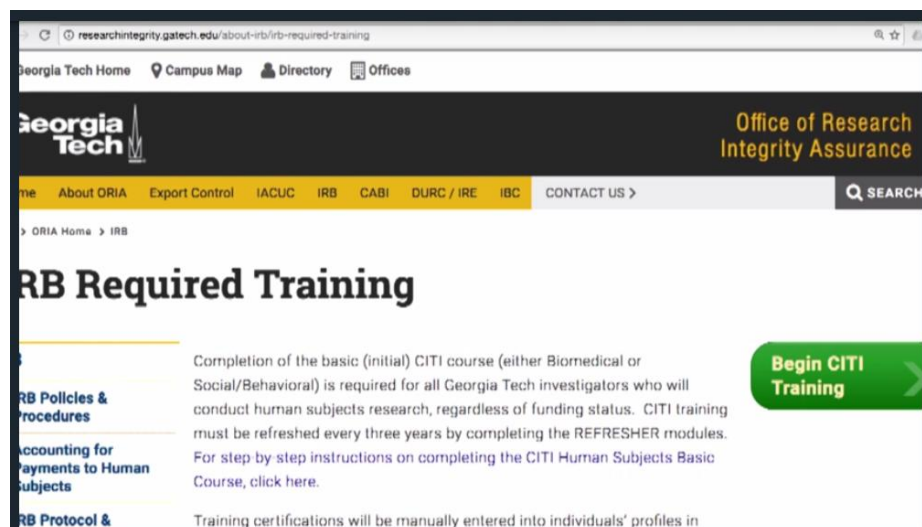 researchintegrity.gatech.edu/about-irb/irb-required-training
Georgia Tech Home Campus Map Directory Offices
Georgia
Tech
Office of Research
Integrity Assurance
me About ORIA Export Control IACUC IRB CABI DURC / IRE IBC CONTACT US > SEARCH
> ORIA Home > IRB
RB Required Training
RB Policies &
Procedures
Accounting for
Payments to Human
Subjects
RB Protocol &
Completion of the basic (initial) CITI course (either Biomedical or
Social/Behavioral) is required for all Georgia Tech investigators who will
conduct human subjects research, regardless of funding status. CITI training
must be refreshed every three years by completing the REFRESHER modules.
For step-by-step instructions on completing the CITI Human Subjects Basic
Course, click here.
Training certifications will be manually entered into individuals' profiles in
Begin CITI
Training